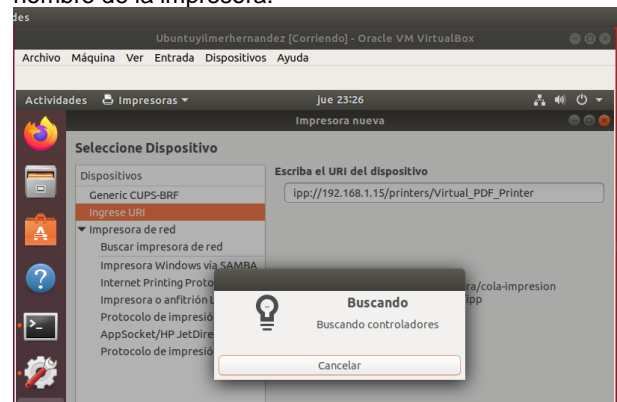 nombre de la impresora.
des
Ubuntuyilmerhernandez [Corriendo] - Oracle VM VirtualBox
Archivo Máquina Ver Entrada Dispositivos Ayuda
Actividades Impresoras jue 23:26
Impresora nueva
Seleccione Dispositivo
Dispositivos
Generic CUPS-BRF
Ingrese URI
Impresora de red
Buscar impresora de red
Impresora Windows vía SAMBA
Internet Printing Proto
Impresora o anfitrión L
Protocolo de impresió
AppSocket/HP JetDire
Protocolo de impresió
Escriba el URI del dispositivo
ipp://192.168.1.15/printers/Virtual_PDF_Printer
ra/cola-impresion
ipp
Buscando
Buscando controladores
Cancelar